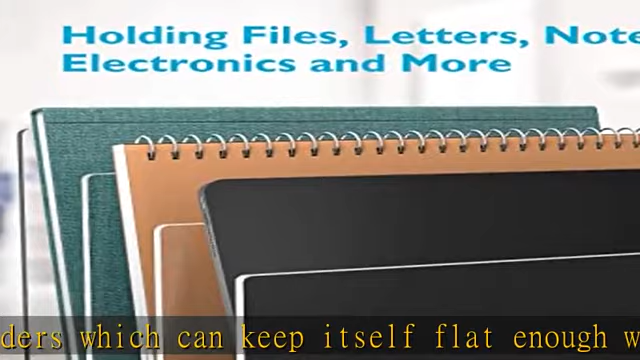 Holding Files, Letters, Note
Electronics and More
ders which can keep itself flat enough w